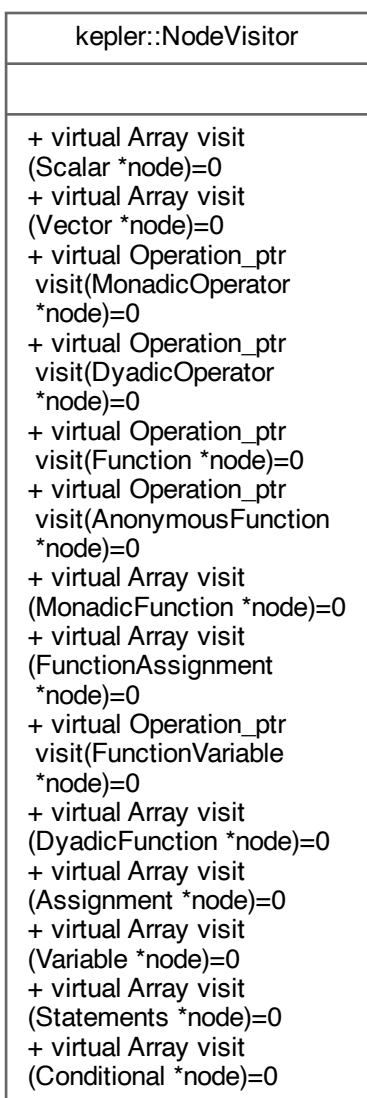 kepler::NodeVisitor
+ virtual Array visit
(Scalar *node)=0
+ virtual Array visit
(Vector *node)=0
+ virtual Operation_ptr
visit(MonadicOperator
*node)=0
+ virtual Operation_ptr
visit(DyadicOperator
*node)=0
+ virtual Operation_ptr
visit(Function *node)=0
+ virtual Operation_ptr
visit(AnonymousFunction
*node)=0
+ virtual Array visit
(MonadicFunction *node)=0
+ virtual Array visit
(FunctionAssignment
*node)=0
+ virtual Operation_ptr
visit(FunctionVariable
*node)=0
+ virtual Array visit
(DyadicFunction *node)=0
+ virtual Array visit
(Assignment *node)=0
+ virtual Array visit
(Variable *node)=0
+ virtual Array visit
(Statements *node)=0
+ virtual Array visit
(Conditional *node)=0